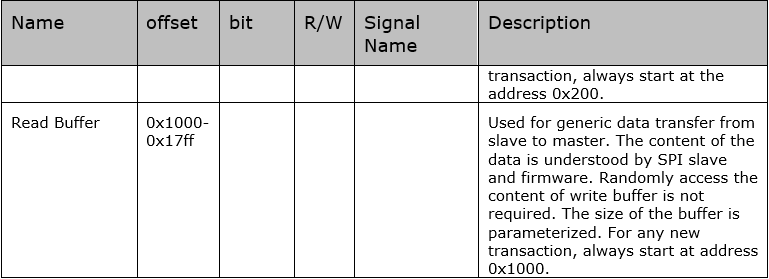 Name offset bit R/W Signal
Name Description
transaction, always start at the
address 0x200.
Read Buffer 0x1000- Used for generic data transfer from
0x17ff slave to master. The content of the
data is understood by SPI slave
and firmware. Randomly access the
content of write buffer is not
required. The size of the buffer is
parameterized. For any new
transaction, always start at address
0x1000.